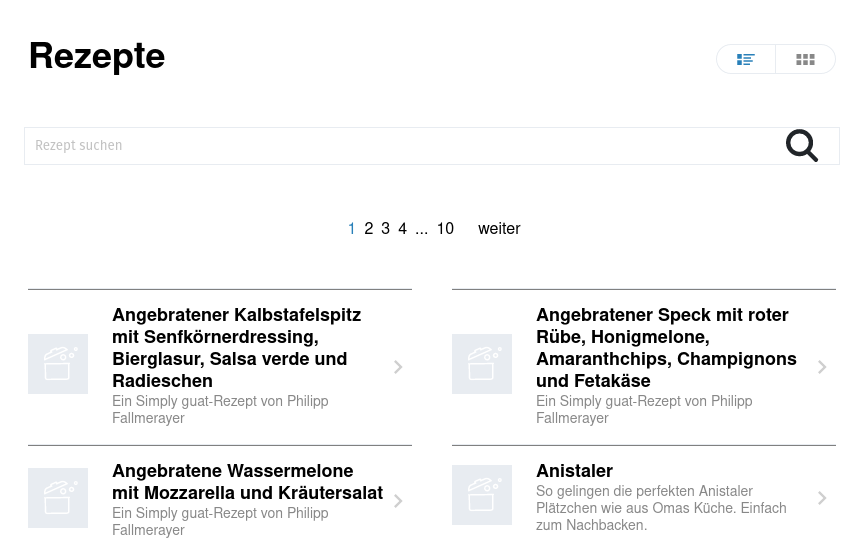 Rezepte
Rezept suchen
1 2 3 4 ... 10 weiter
Angebratener Kalbstafelspitz
mit Senfkörnerdressing,
Bierglasur, Salsa verde und
Radieschen
Ein Simply guat-Rezept von Philipp
Fallmerayer
Angebratener Speck mit roter
Rübe, Honigmelone,
Amaranthchips, Champignons
und Fetakäse
Ein Simply guat-Rezept von Philipp
Fallmerayer
Angebratene Wassermelone
mit Mozzarella und Kräutersalat
Ein Simply guat-Rezept von Philipp
Fallmerayer
Anistaler
So gelingen die perfekten Anistaler
Plätzchen wie aus Omas Küche. Einfach
zum Nachbacken.